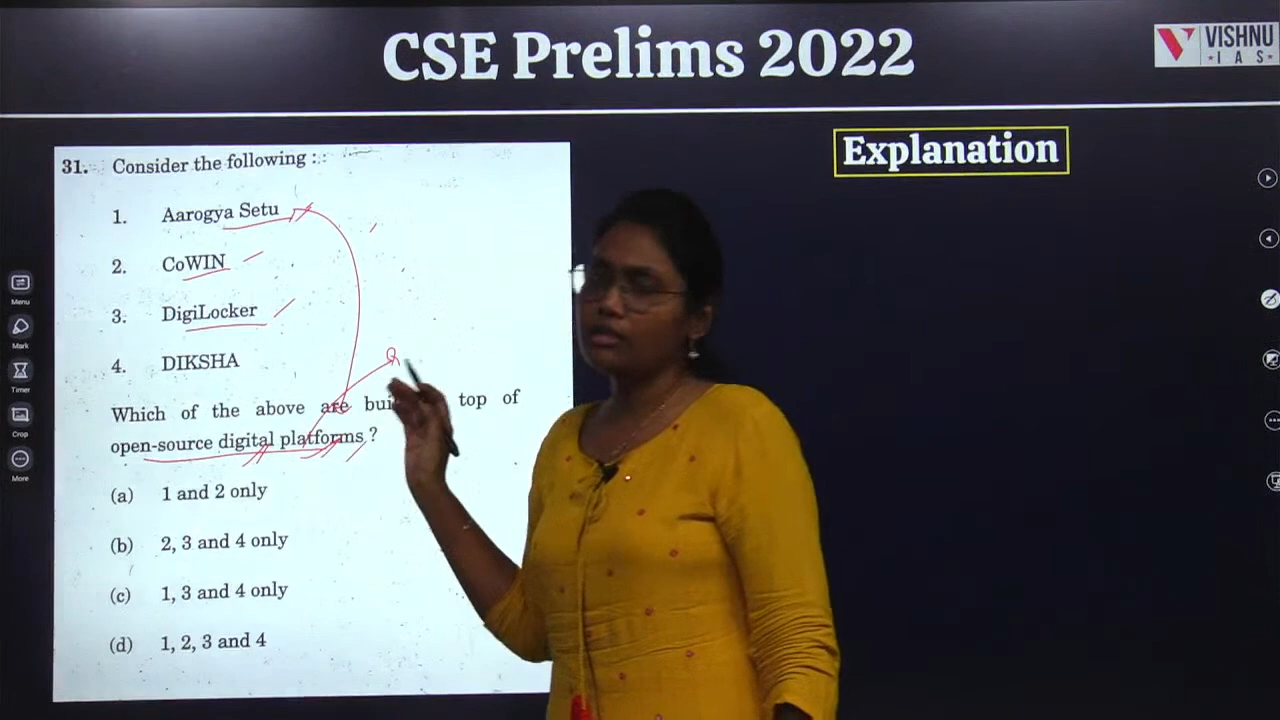 CSE Prelims 2022
VISHNU
IAS
Explanation
31. Consider the following :
1. Aarogya Setu
2. CoWIN
3. DigiLocker
4. DIKSHA
Which of the above are top of
open-source digital platforms ?
(a) 1 and 2 only
(b) 2, 3 and 4 only
(c) 1, 3 and 4 only
(d) 1, 2, 3 and 4
Menu
Mark
Timer
Crop
More